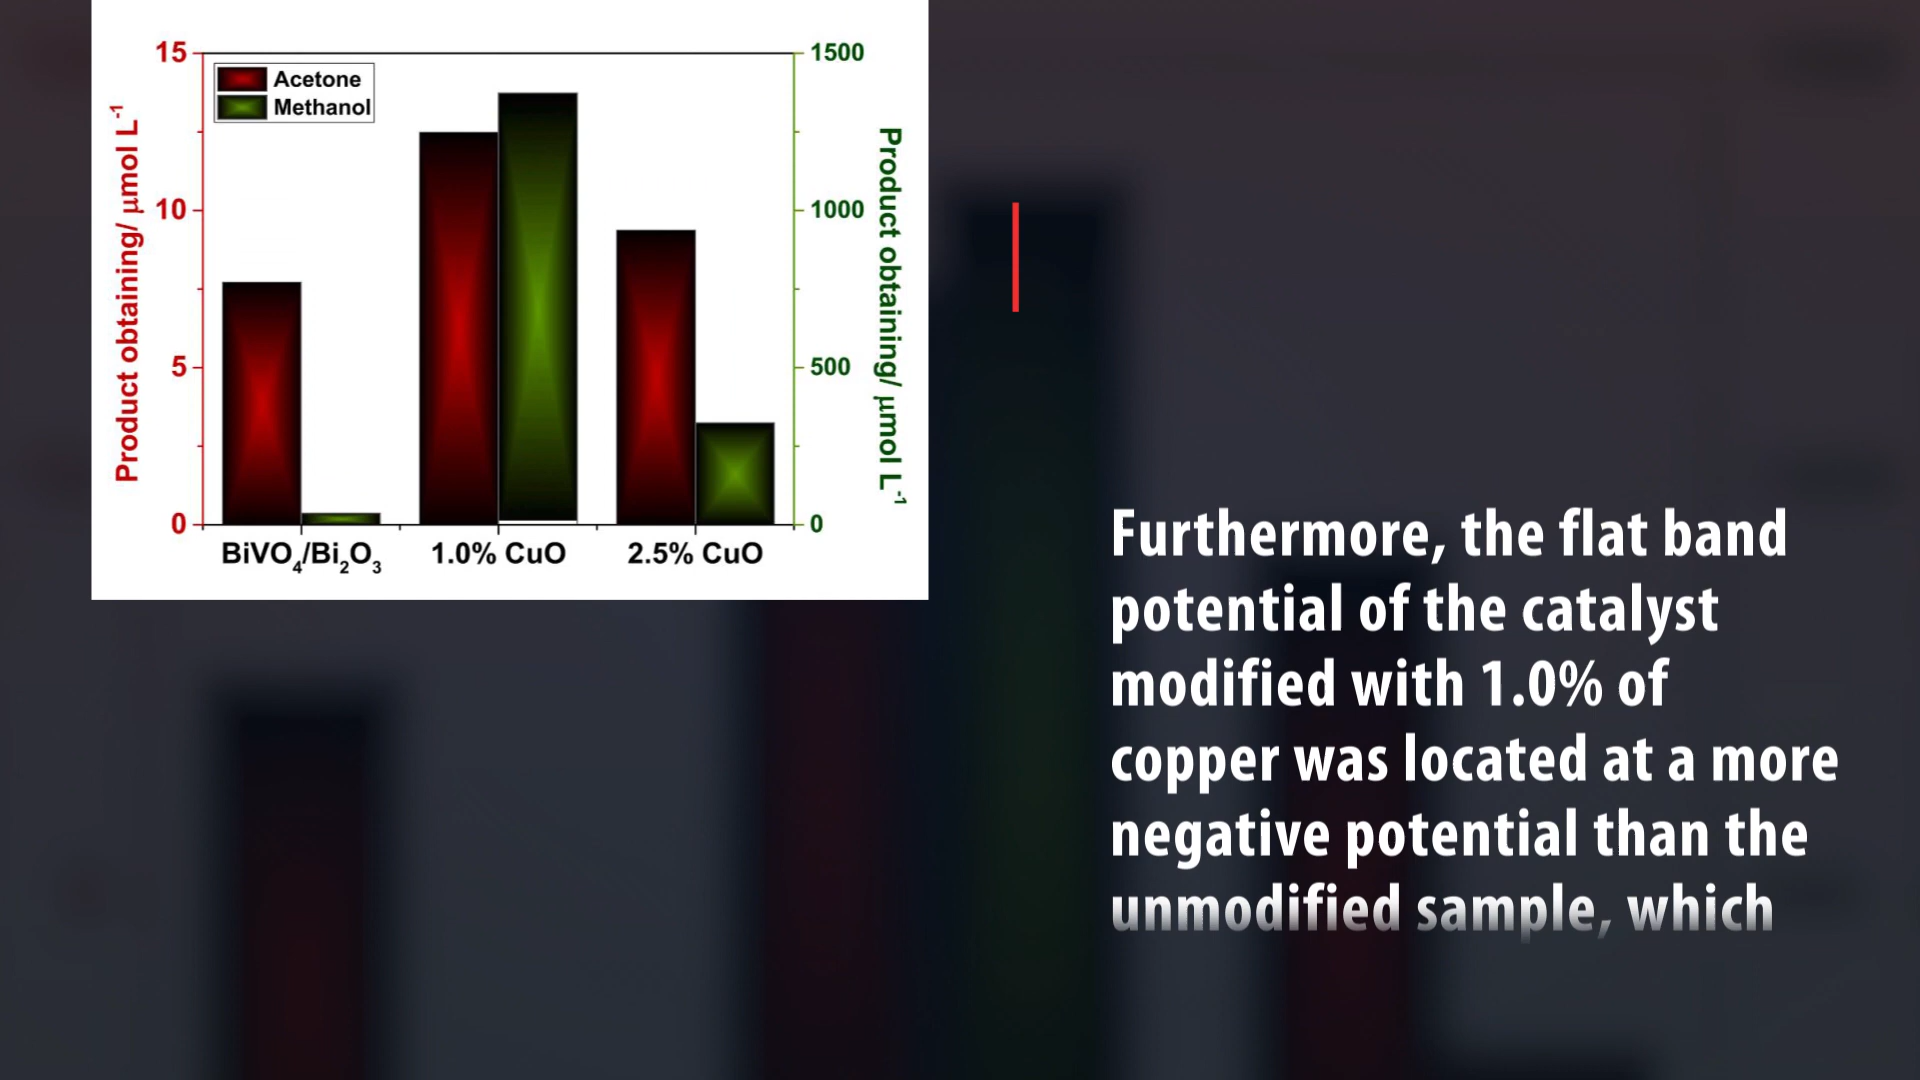 15
10
5
0
Product obtaining/ μmol L⁻¹
Acetone
Methanol
1500
1000
500
0
Product obtaining/ μmol L⁻¹
BiVO₄/Bi₂O₃
1.0% CuO
2.5% CuO
Furthermore, the flat band
potential of the catalyst
modified with 1.0% of
copper was located at a more
negative potential than the
unmodified sample, which